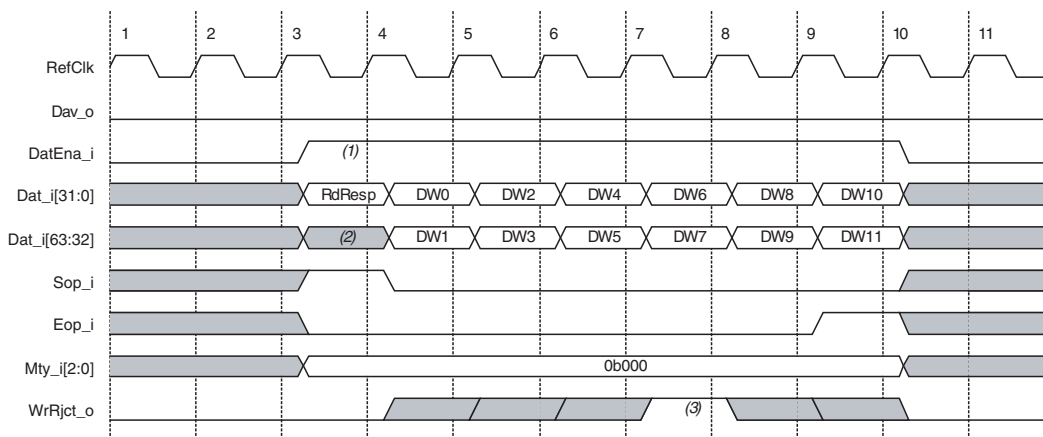 1 2 3 4 5 6 7 8 9 10 11
RefClk
Dav_o
DatEna_i (1)
Dat_i[31:0] RdResp DW0 DW2 DW4 DW6 DW8 DW10
Dat_i[63:32] (2) DW1 DW3 DW5 DW7 DW9 DW11
Sop_i
Eop_i
Mty_i[2:0] 0b000
WrRjct_o (3)